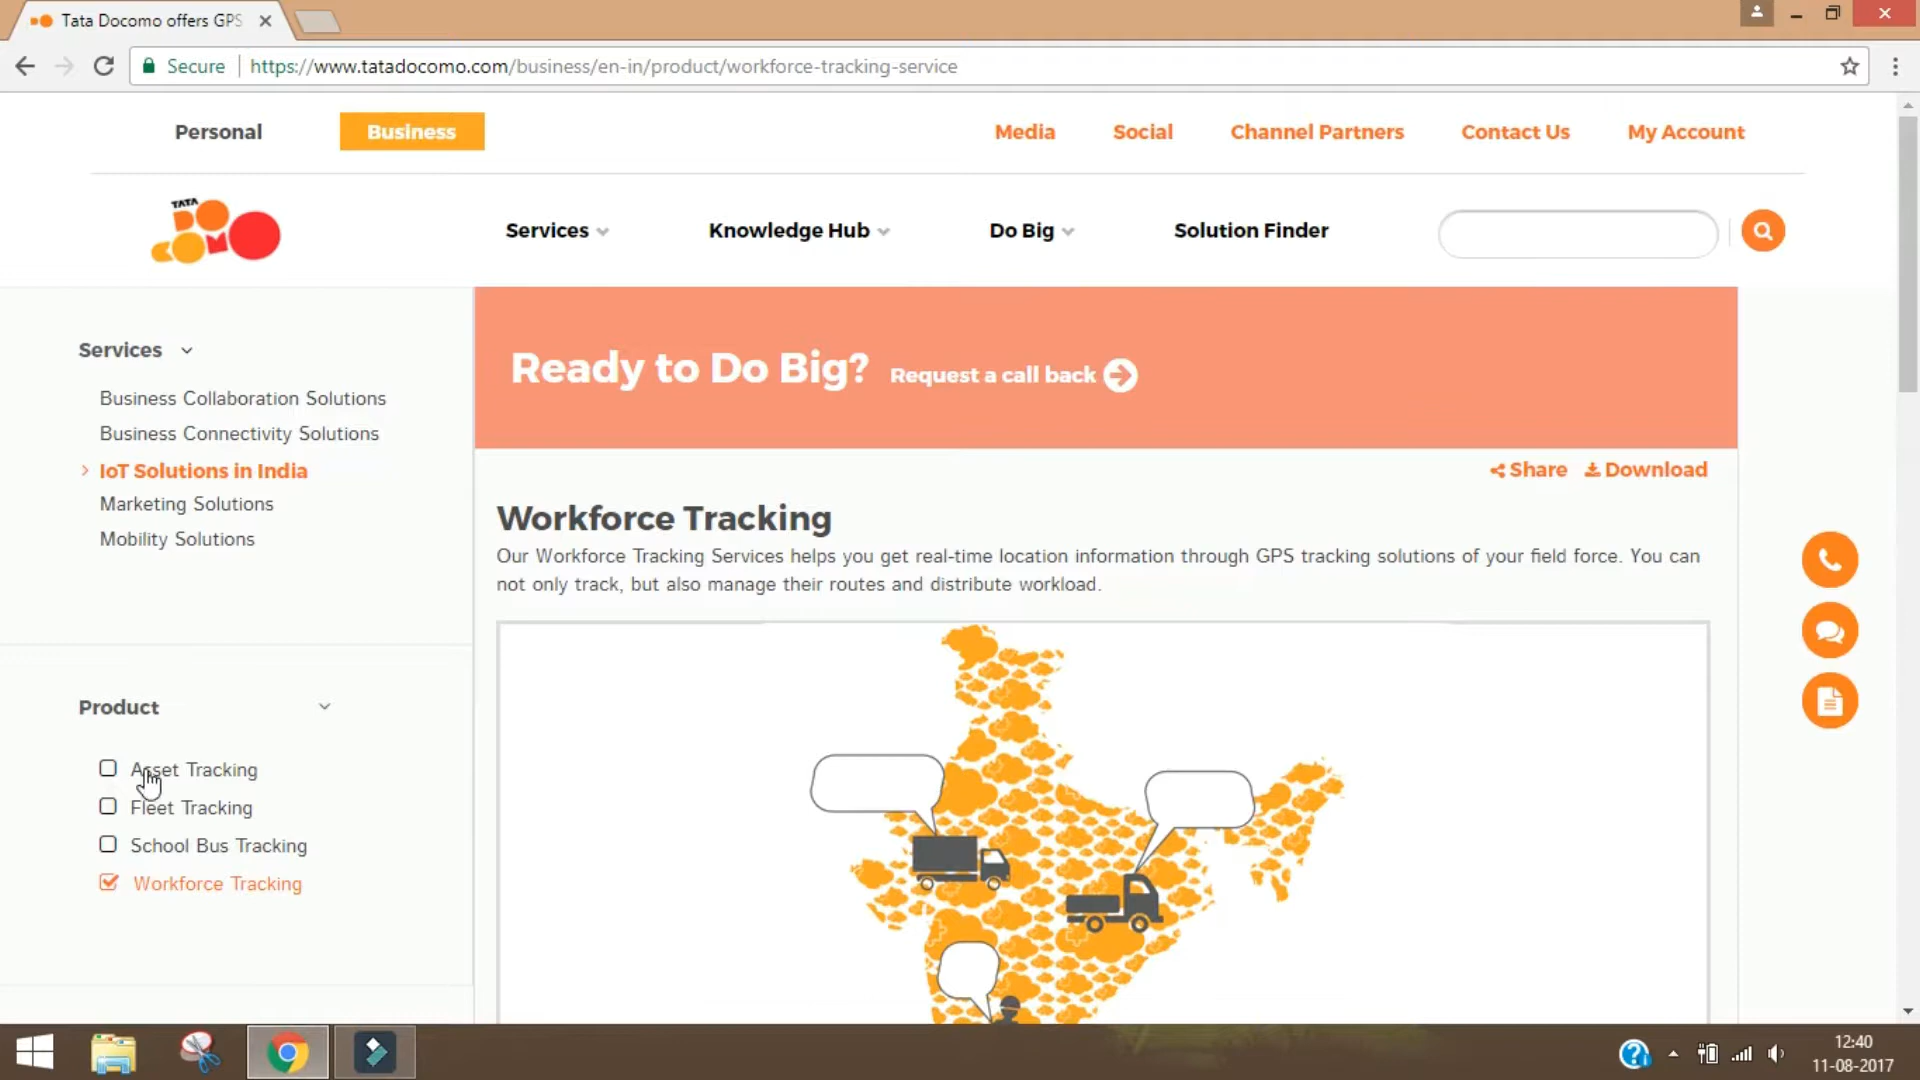 Tata Docomo offers GPS
Secure
https://www.tatadocomo.com/business/en-in/product/workforce-tracking-service
Personal
Business
Media
Social
Channel Partners
Contact Us
My Account
TATA
DOCOMO
Services
Knowledge Hub
Do Big
Solution Finder
Services
Business Collaboration Solutions
Business Connectivity Solutions
IoT Solutions in India
Marketing Solutions
Mobility Solutions
Ready to Do Big? Request a call back
Share
Download
Workforce Tracking
Our Workforce Tracking Services helps you get real-time location information through GPS tracking solutions of your field force. You can
not only track, but also manage their routes and distribute workload.
Product
Asset Tracking
Fleet Tracking
School Bus Tracking
Workforce Tracking
12:40
11-08-2017